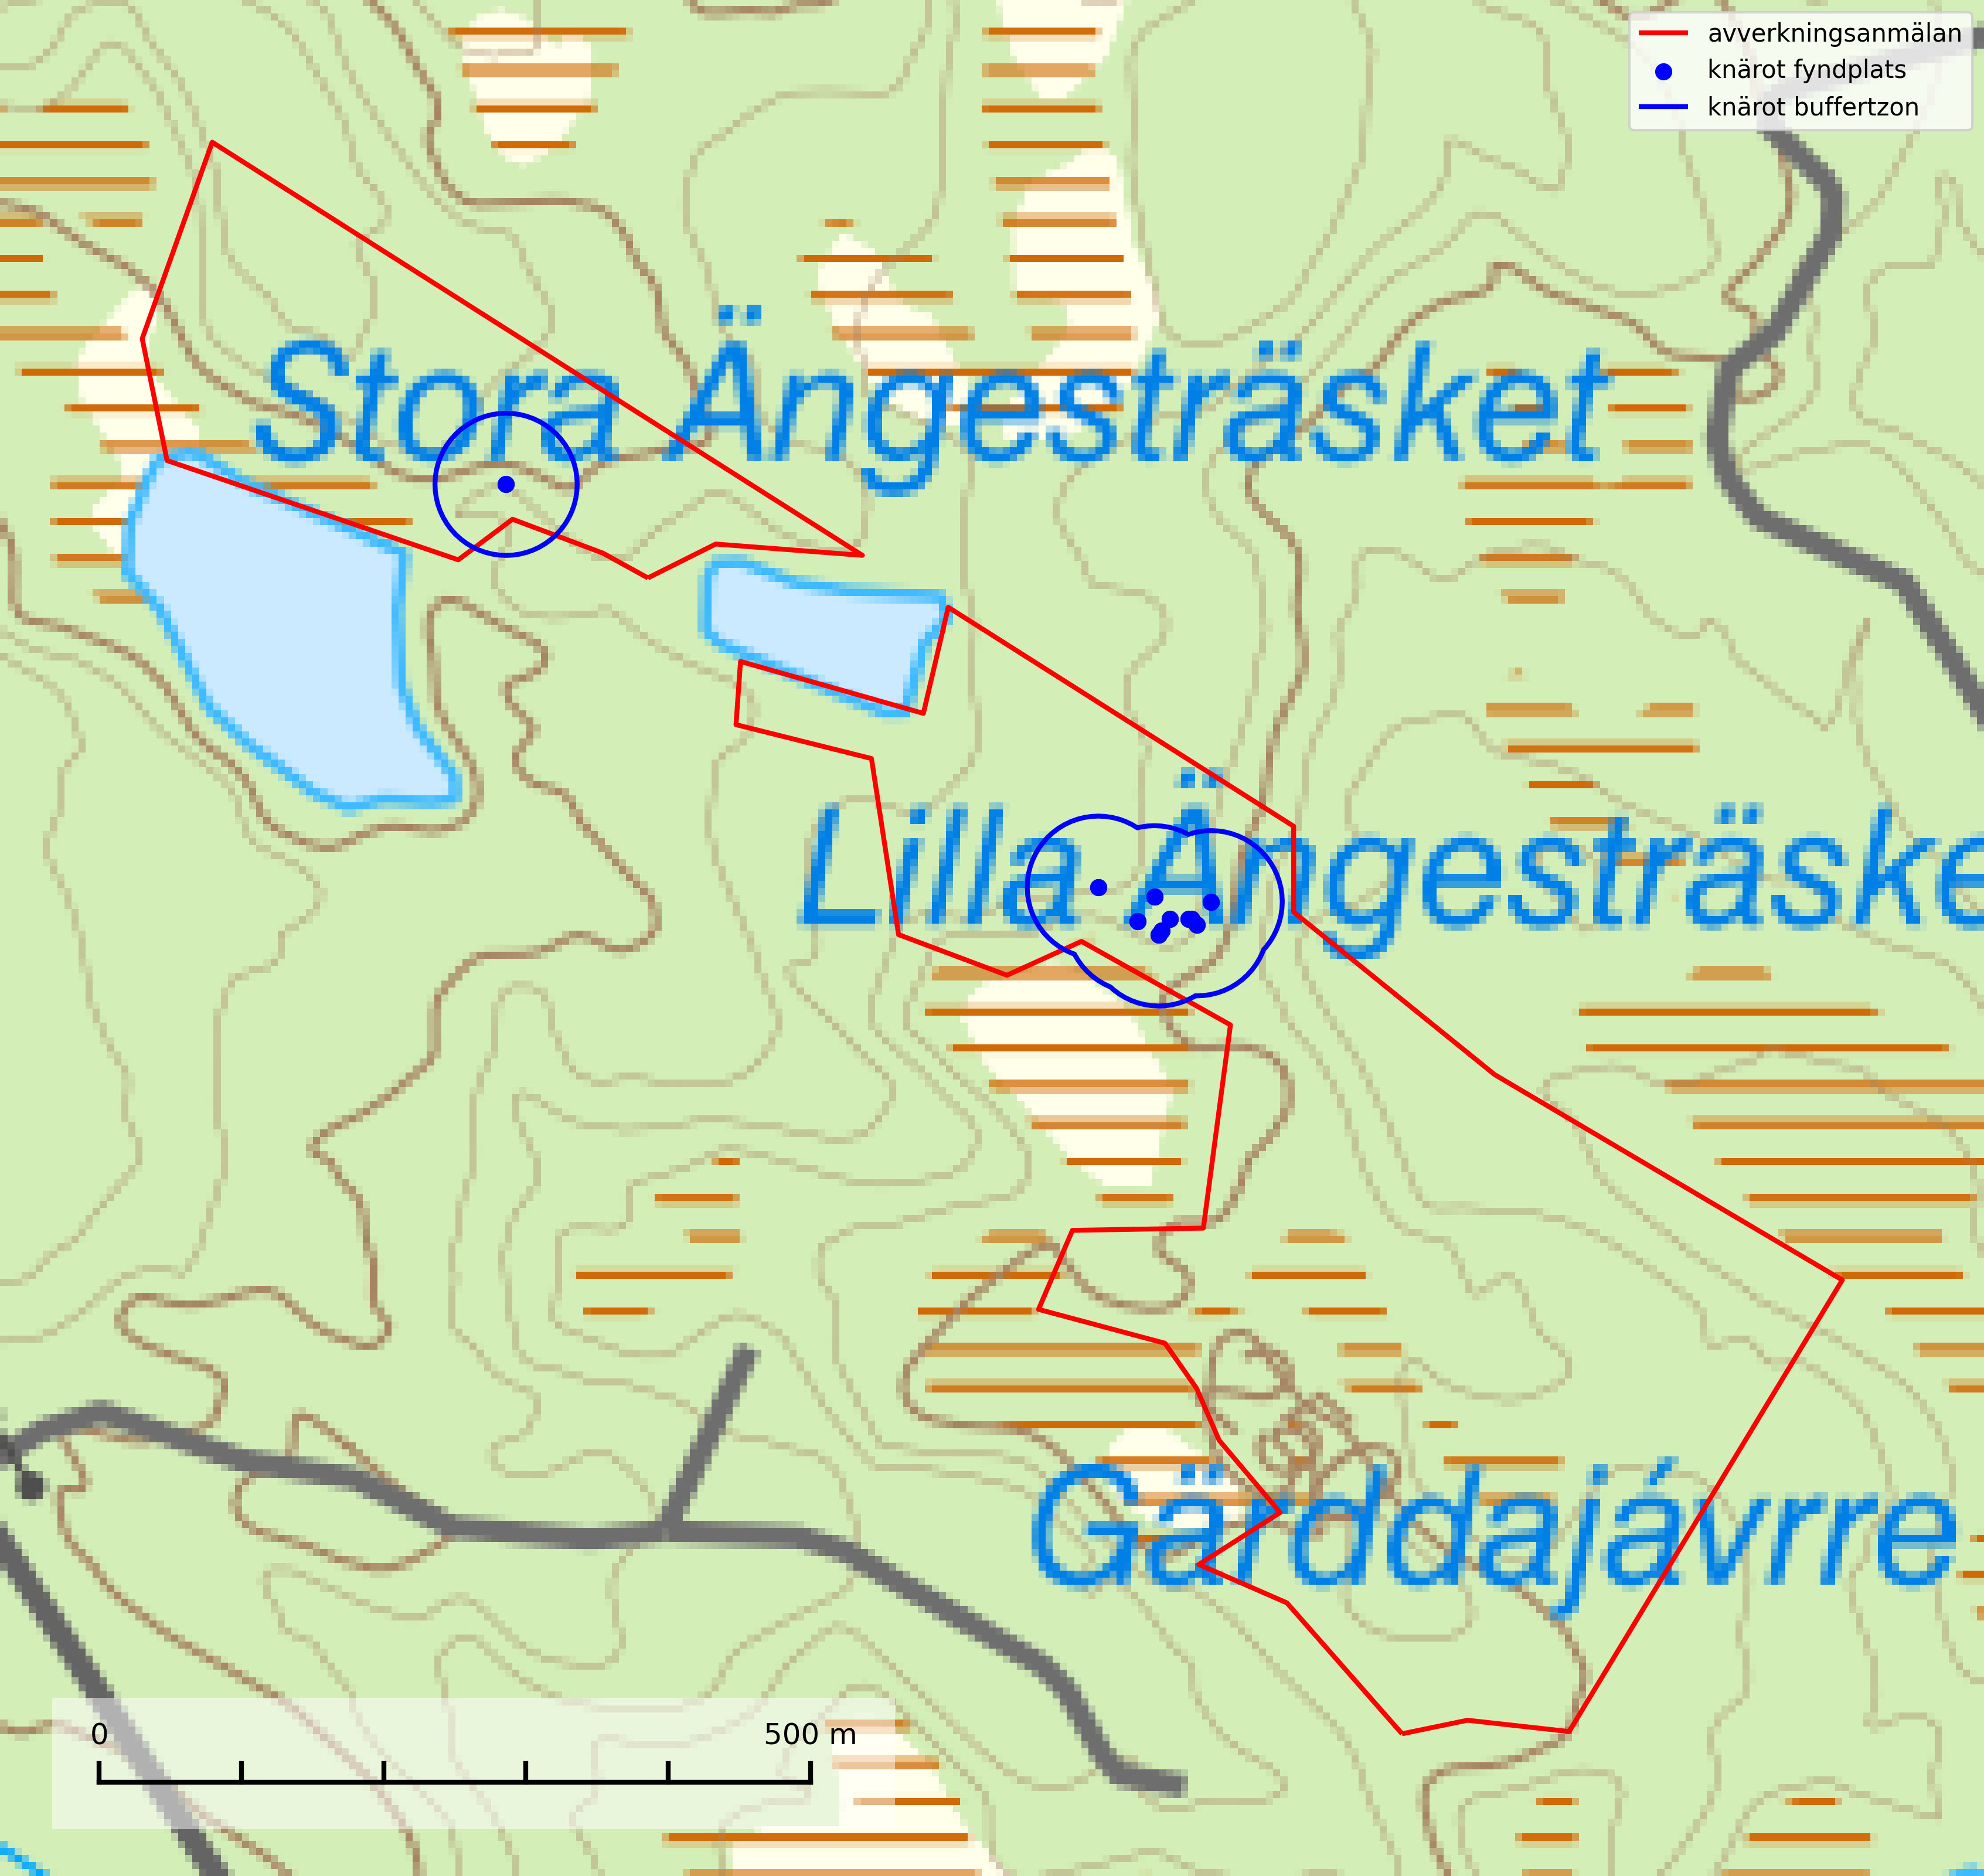 avverkningsanmälan
knärot fyndplats
knärot buffertzon
Stora Ängesträsket
Lilla Ängesträske
Gärddajávrre
0 500 m